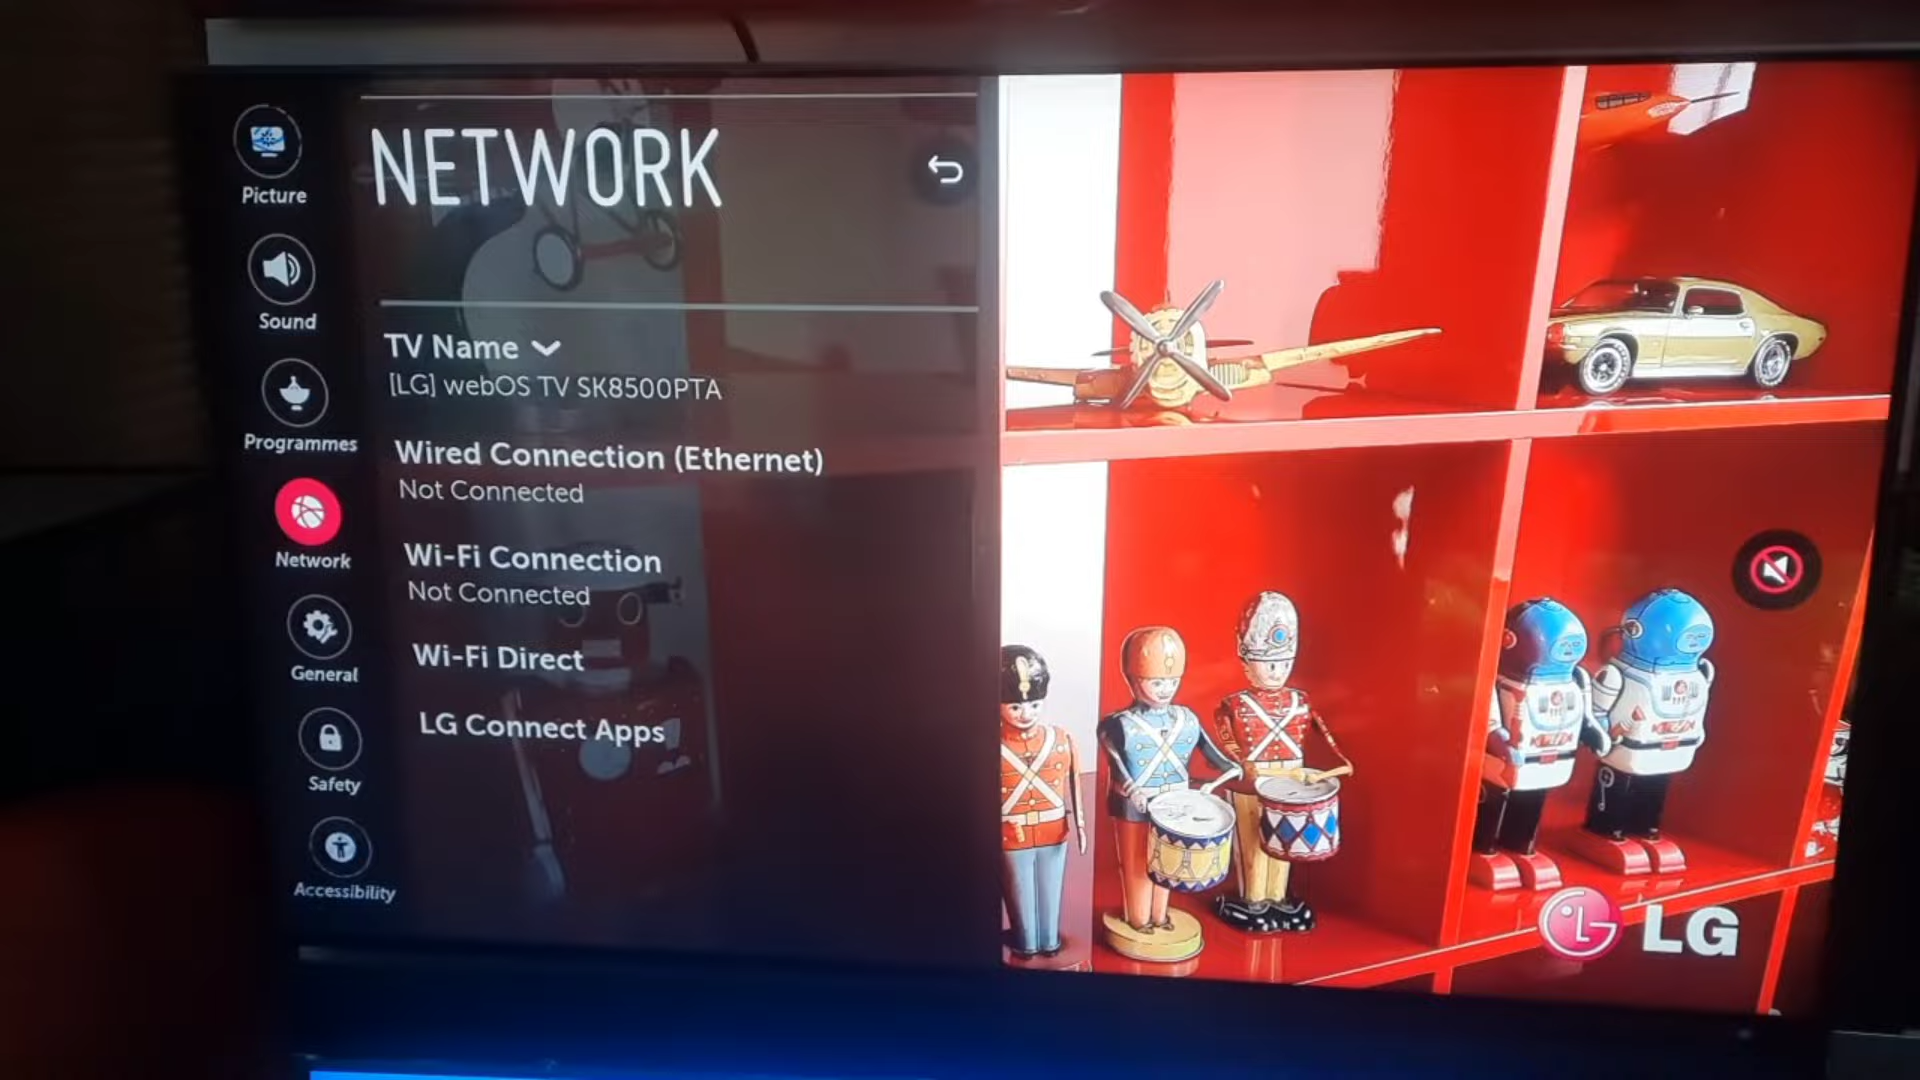 NETWORK
Picture
Sound
Programmes
Network
General
Safety
Accessibility
TV Name
[LG] webOS TV SK8500PTA
Wired Connection (Ethernet)
Not Connected
Wi-Fi Connection
Not Connected
Wi-Fi Direct
LG Connect Apps
LG